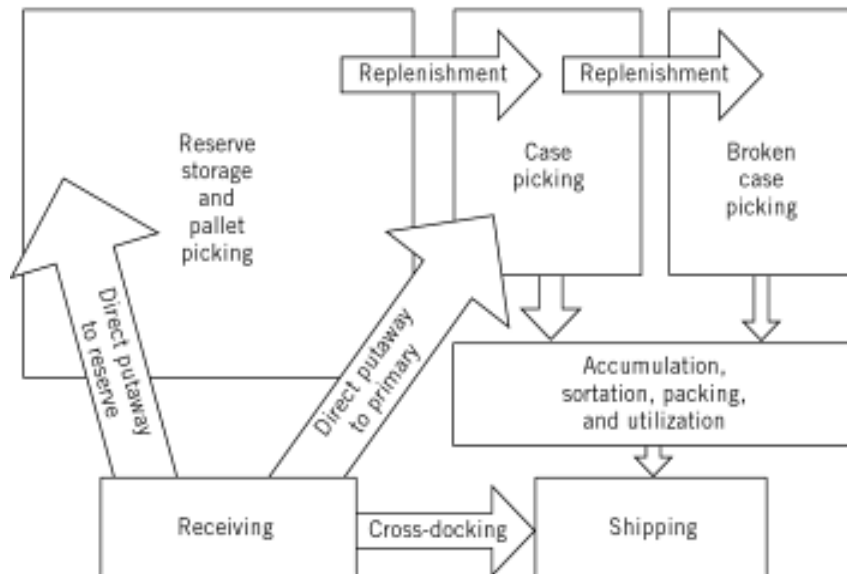 Replenishment
Replenishment
Reserve
storage
and
pallet
picking
Case
picking
Broken
case
picking
Direct putaway
to reserve
Direct putaway
to primary
Accumulation,
sortation, packing,
and utilization
Receiving
Cross-docking
Shipping